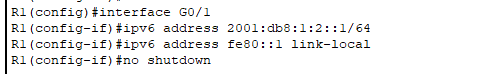 R1(config)#interface G0/1
R1(config-if)#ipv6 address 2001:db8:1:2::1/64
R1(config-if)#ipv6 address fe80::1 link-local
R1(config-if)#no shutdown